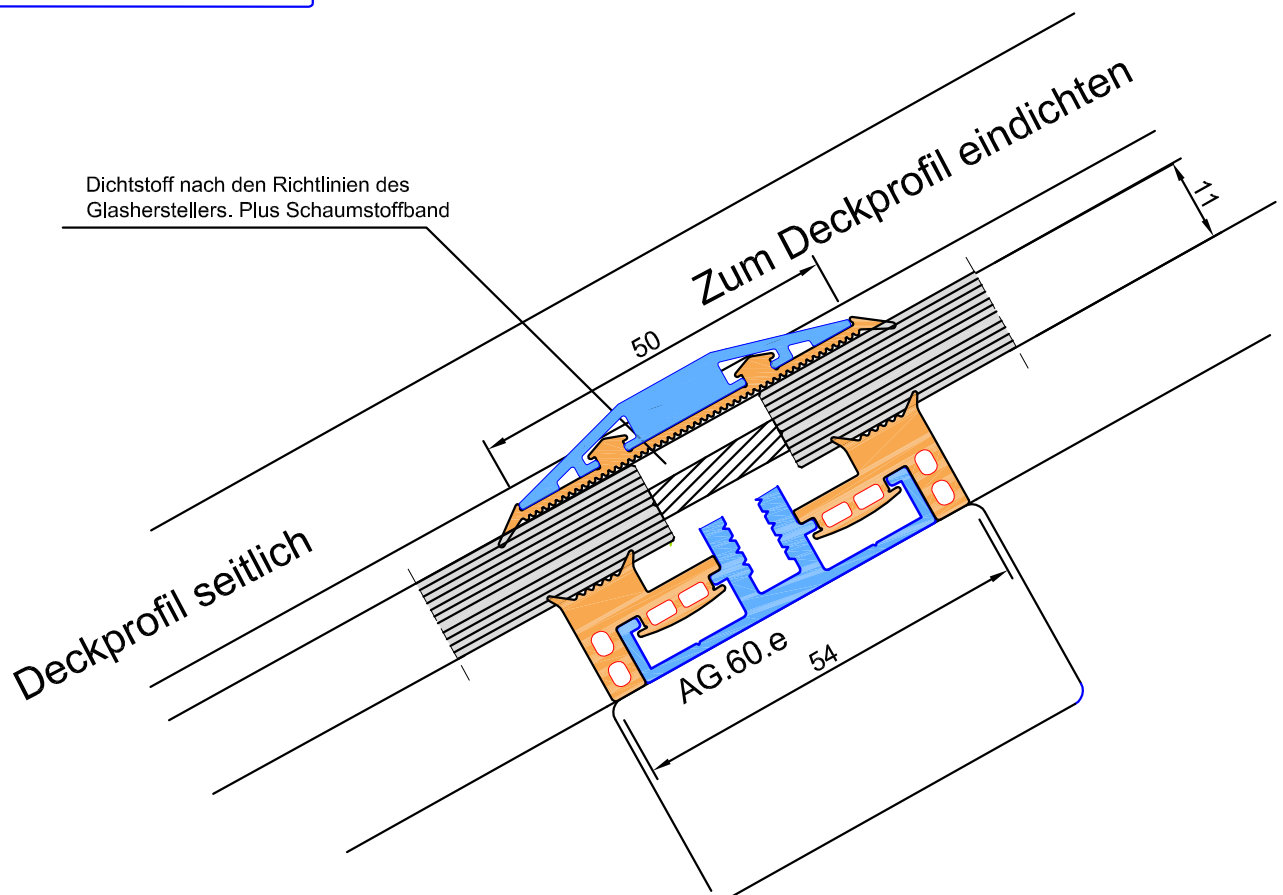 Dichtstoff nach den Richtlinien des
Glasherstellers. Plus Schaumstoffband
Zum Deckprofil eindichten
11
50
Deckprofil seitlich
AG.60.e
54